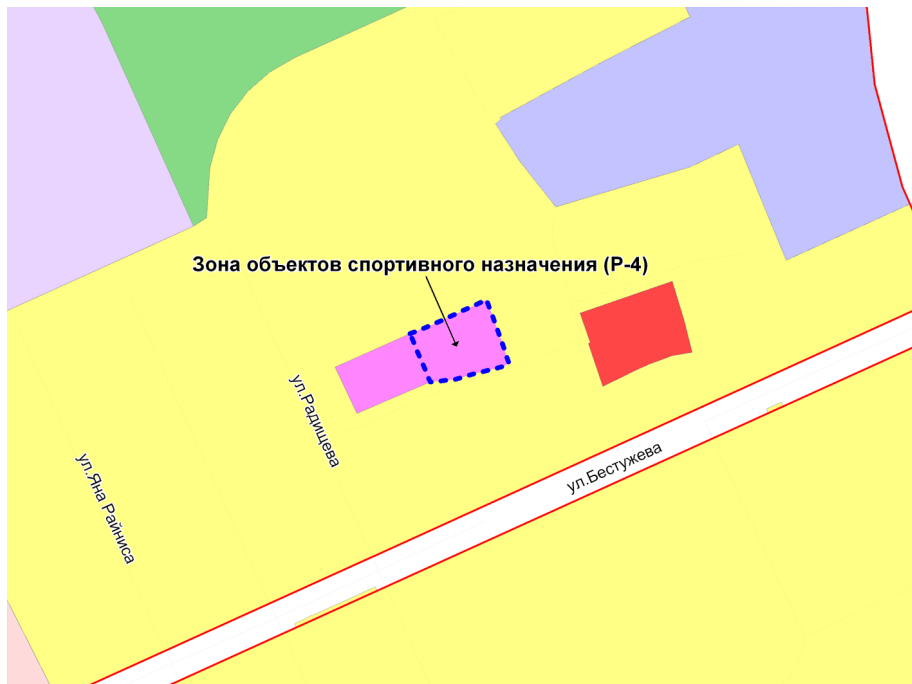 Зона объектов спортивного назначения (Р-4)
ул.Радищева
ул.Яна Райниса
ул.Бестужева